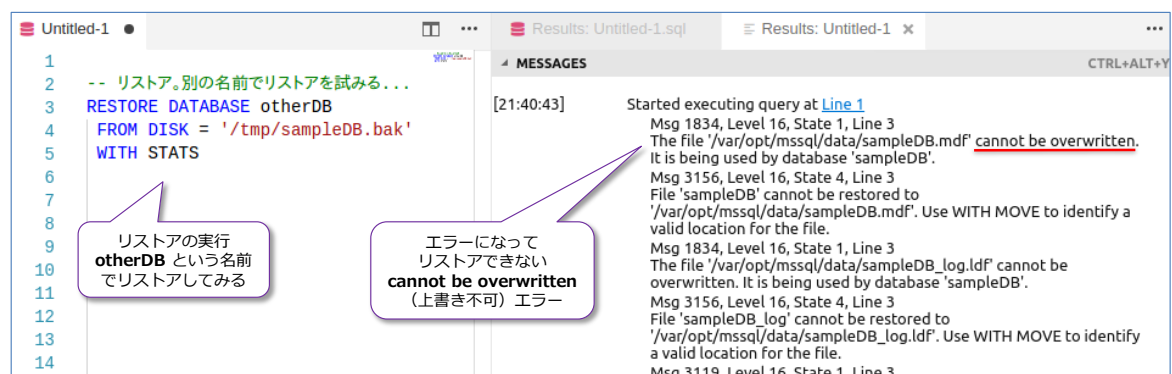 Untitled-1
1
2 -- リストア。別の名前でリストアを試みる...
3 RESTORE DATABASE otherDB
4 FROM DISK = '/tmp/sampleDB.bak'
5 WITH STATS
6
7
8
9
10
11
12
13
14
リストアの実行
otherDB という名前
でリストアしてみる
Results: Untitled-1.sql
Results: Untitled-1
MESSAGES CTRL+ALT+Y
[21:40:43] Started executing query at Line 1
Msg 1834, Level 16, State 1, Line 3
The file '/var/opt/mssql/data/sampleDB.mdf' cannot be overwritten.
It is being used by database 'sampleDB'.
Msg 3156, Level 16, State 4, Line 3
File 'sampleDB' cannot be restored to
'/var/opt/mssql/data/sampleDB.mdf'. Use WITH MOVE to identify a
valid location for the file.
Msg 1834, Level 16, State 1, Line 3
The file '/var/opt/mssql/data/sampleDB_log.ldf' cannot be
overwritten. It is being used by database 'sampleDB'.
Msg 3156, Level 16, State 4, Line 3
File 'sampleDB_log' cannot be restored to
'/var/opt/mssql/data/sampleDB_log.ldf'. Use WITH MOVE to identify
a valid location for the file.
Msg 3119, Level 16, State 1, Line 3
エラーになって
リストアできない
cannot be overwritten
（上書き不可）エラー